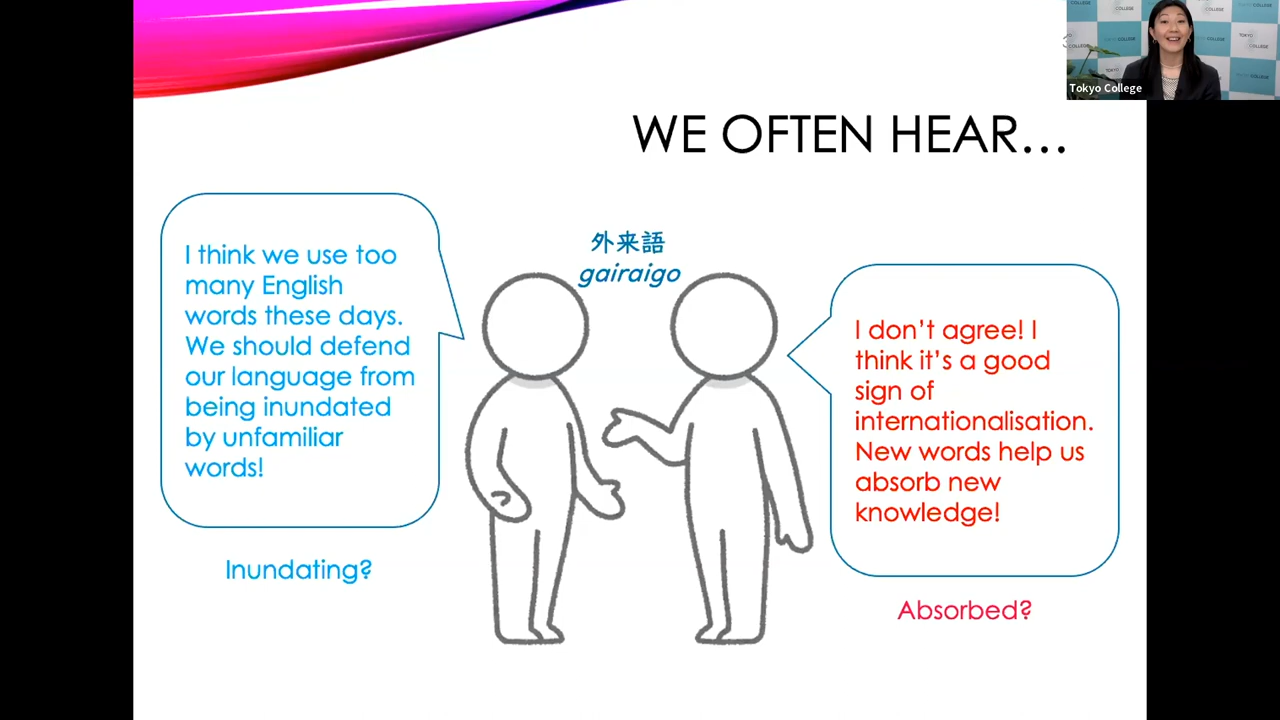 Tokyo College
WE OFTEN HEAR…
外来語
gairaigo
I think we use too
many English
words these days.
We should defend
our language from
being inundated
by unfamiliar
words!
Inundating?
I don't agree! I
think it's a good
sign of
internationalisation.
New words help us
absorb new
knowledge!
Absorbed?